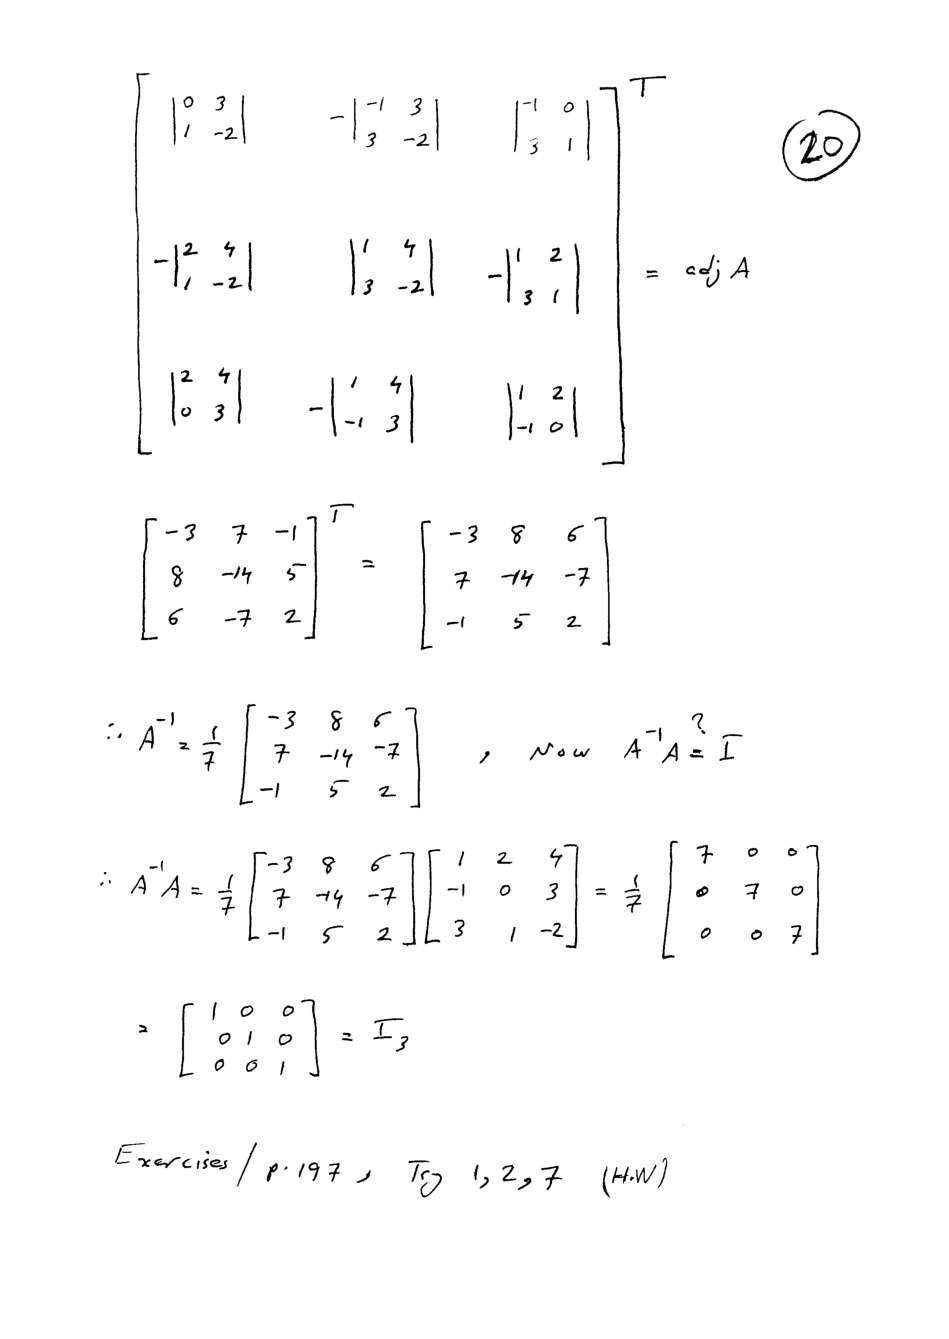 [ |0 3; 1 -2| -|-1 3; 3 -2| |-1 0; 3 1| ]ᵀ
20
-|2 4; 1 -2| |1 4; 3 -2| -|1 2; 3 1| = adj A
|2 4; 0 3| -|1 4; -1 3| |1 2; -1 0|
[-3 7 -1; 8 -14 5; 6 -7 2]ᵀ = [-3 8 6; 7 -14 -7; -1 5 2]
∴ A⁻¹ = 1/7 [-3 8 6; 7 -14 -7; -1 5 2] , Now A⁻¹A ≟ I
∴ A⁻¹A = 1/7 [-3 8 6; 7 -14 -7; -1 5 2] [1 2 4; -1 0 3; 3 1 -2] = 1/7 [7 0 0; 0 7 0; 0 0 7]
= [1 0 0; 0 1 0; 0 0 1] = I₃
Exercises / p. 197 , Try 1, 2, 7 (H.W)